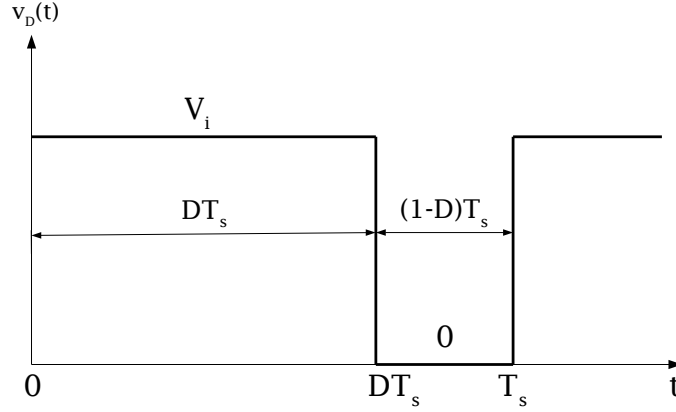 v_D(t)
V_i
DT_s
(1-D)T_s
0
0
DT_s
T_s
t